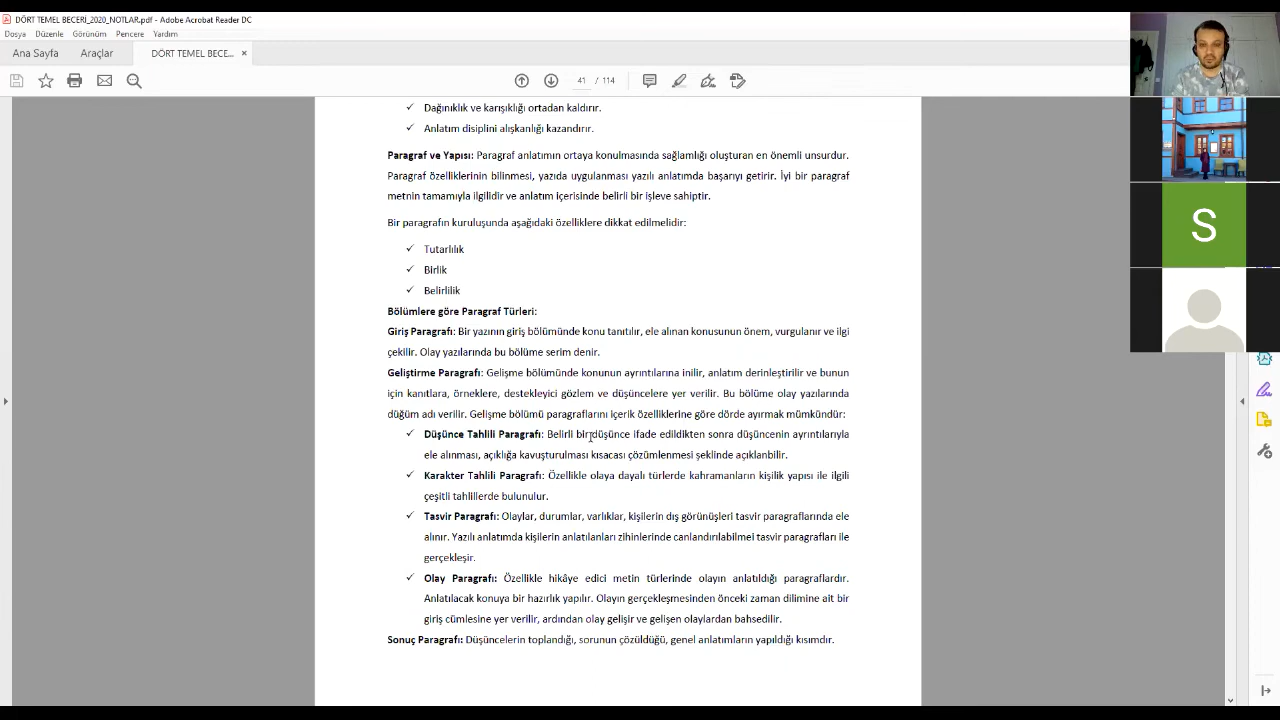 DÖRT TEMEL BECERİ_2020_NOTLAR.pdf - Adobe Acrobat Reader DC
Dosya Düzenle Görünüm Pencere Yardım
Ana Sayfa Araçlar DÖRT TEMEL BECE... ×
41 / 114
Dağınıklık ve karışıklığı ortadan kaldırır.
Anlatım disiplini alışkanlığı kazandırır.
Paragraf ve Yapısı: Paragraf anlatımın ortaya konulmasında sağlamlığı oluşturan en önemli unsurdur.
Paragraf özelliklerinin bilinmesi, yazıda uygulanması yazılı anlatımda başarıyı getirir. İyi bir paragraf
metnin tamamıyla ilgilidir ve anlatım içerisinde belirli bir işleve sahiptir.
Bir paragrafın kuruluşunda aşağıdaki özelliklere dikkat edilmelidir:
Tutarlılık
Birlik
Belirlilik
Bölümlere göre Paragraf Türleri:
Giriş Paragrafı: Bir yazının giriş bölümünde konu tanıtılır, ele alınan konusunun önem, vurgulanır ve ilgi
çekilir. Olay yazılarında bu bölüme serim denir.
Geliştirme Paragrafı: Gelişme bölümünde konunun ayrıntılarına inilir, anlatım derinleştirilir ve bunun
için kanıtlara, örneklere, destekleyici gözlem ve düşüncelere yer verilir. Bu bölüme olay yazılarında
düğüm adı verilir. Gelişme bölümü paragraflarını içerik özelliklerine göre dörde ayırmak mümkündür:
Düşünce Tahlili Paragrafı: Belirli bir düşünce ifade edildikten sonra düşüncenin ayrıntılarıyla
ele alınması, açıklığa kavuşturulması kısacası çözümlenmesi şeklinde açıklanbilir.
Karakter Tahlili Paragrafı: Özellikle olaya dayalı türlerde kahramanların kişilik yapısı ile ilgili
çeşitli tahlillerde bulunulur.
Tasvir Paragrafı: Olaylar, durumlar, varlıklar, kişilerin dış görünüşleri tasvir paragraflarında ele
alınır. Yazılı anlatımda kişilerin anlatılanları zihinlerinde canlandırılabilmei tasvir paragrafları ile
gerçekleşir.
Olay Paragrafı: Özellikle hikâye edici metin türlerinde olayın anlatıldığı paragraflardır.
Anlatılacak konuya bir hazırlık yapılır. Olayın gerçekleşmesinden önceki zaman dilimine ait bir
giriş cümlesine yer verilir, ardından olay gelişir ve gelişen olaylardan bahsedilir.
Sonuç Paragrafı: Düşüncelerin toplandığı, sorunun çözüldüğü, genel anlatımların yapıldığı kısımdır.
S